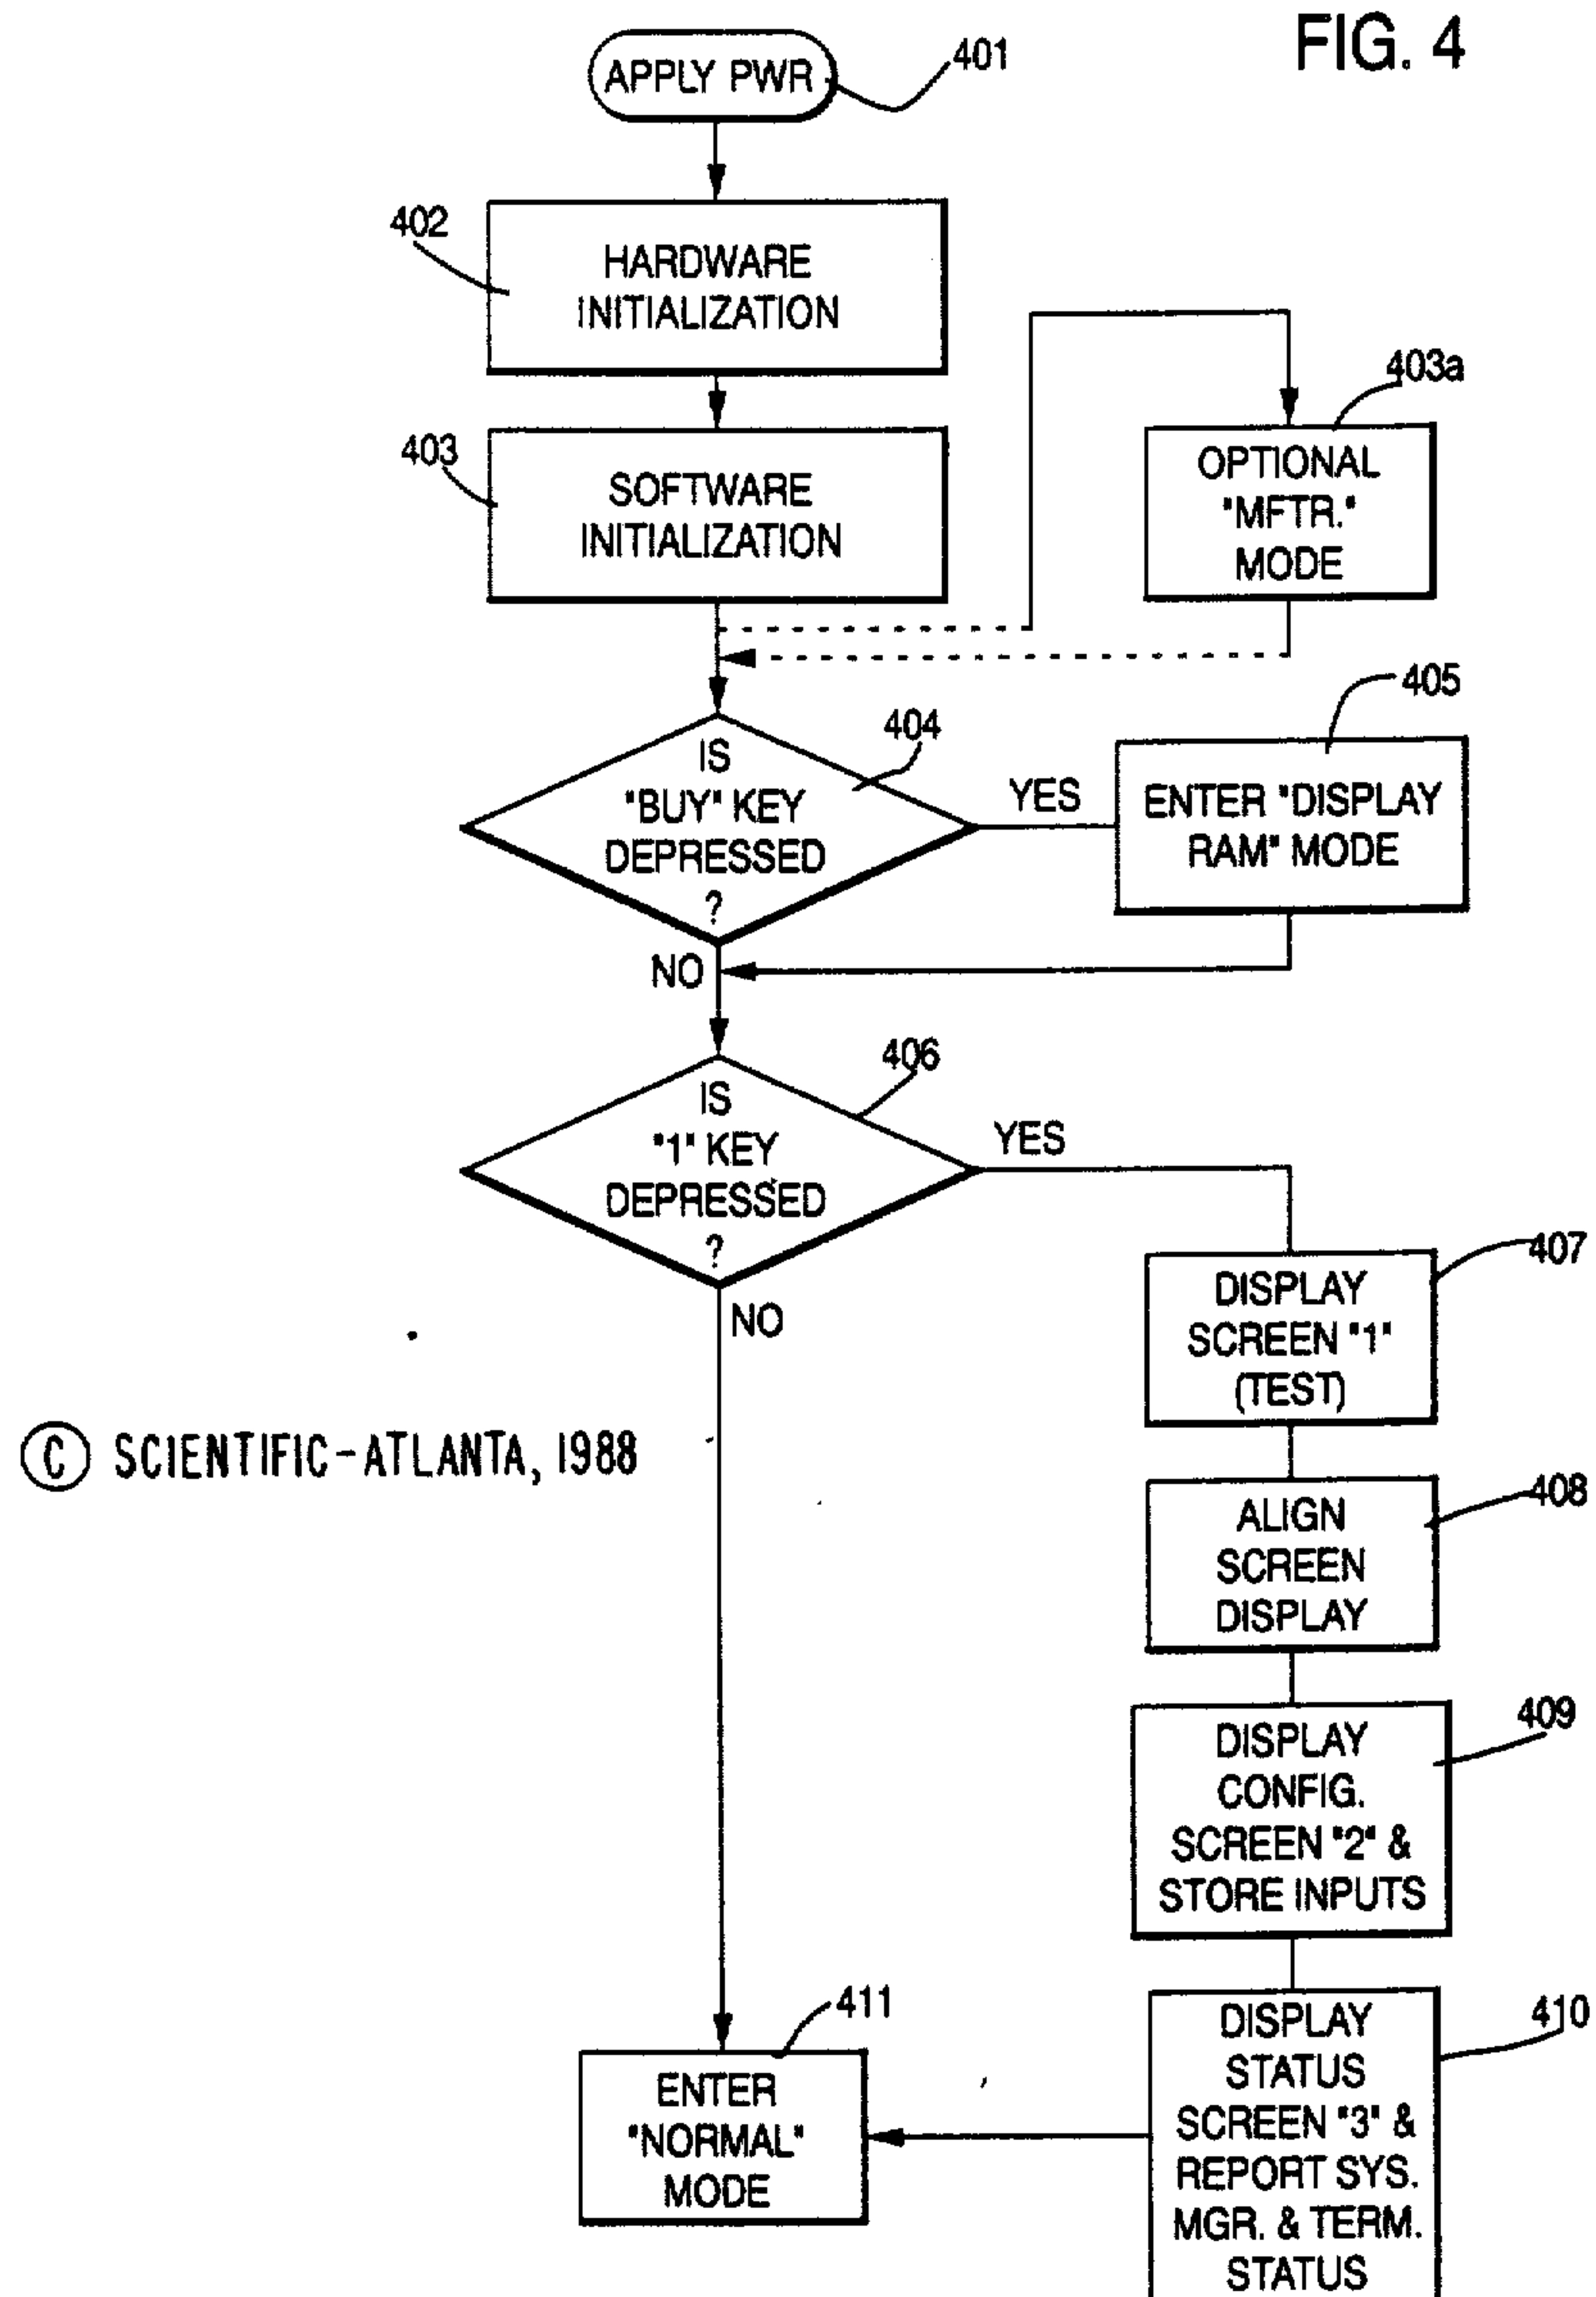 FIG. 4
APPLY PWR
401
402
HARDWARE
INITIALIZATION
403
SOFTWARE
INITIALIZATION
403a
OPTIONAL
"MFTR."
MODE
404
IS
"BUY" KEY
DEPRESSED
?
YES
405
ENTER "DISPLAY
RAM" MODE
NO
406
IS
"1" KEY
DEPRESSED
?
YES
NO
407
DISPLAY
SCREEN "1"
(TEST)
408
ALIGN
SCREEN
DISPLAY
409
DISPLAY
CONFIG.
SCREEN "2" &
STORE INPUTS
410
DISPLAY
STATUS
SCREEN "3" &
REPORT SYS.
MGR. & TERM.
STATUS
411
ENTER
"NORMAL"
MODE
© SCIENTIFIC-ATLANTA, 1988